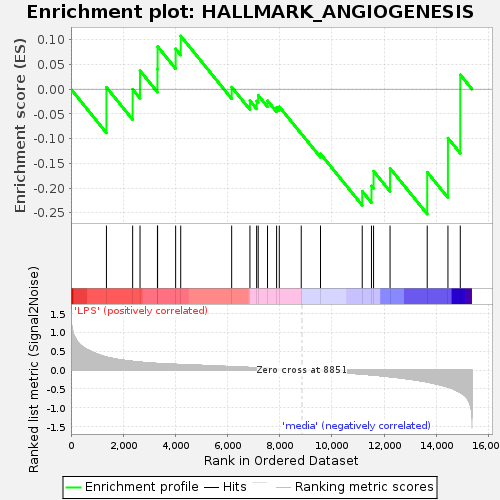 Enrichment plot: HALLMARK_ANGIOGENESIS
Enrichment score (ES)
0.10
0.05
0.00
-0.05
-0.10
-0.15
-0.20
-0.25
'LPS' (positively correlated)
Ranked list metric (Signal2Noise)
1.5
1.0
0.5
0.0
-0.5
-1.0
-1.5
Zero cross at 8851
'media' (negatively correlated)
0 2,000 4,000 6,000 8,000 10,000 12,000 14,000 16,000
Rank in Ordered Dataset
Enrichment profile Hits Ranking metric scores